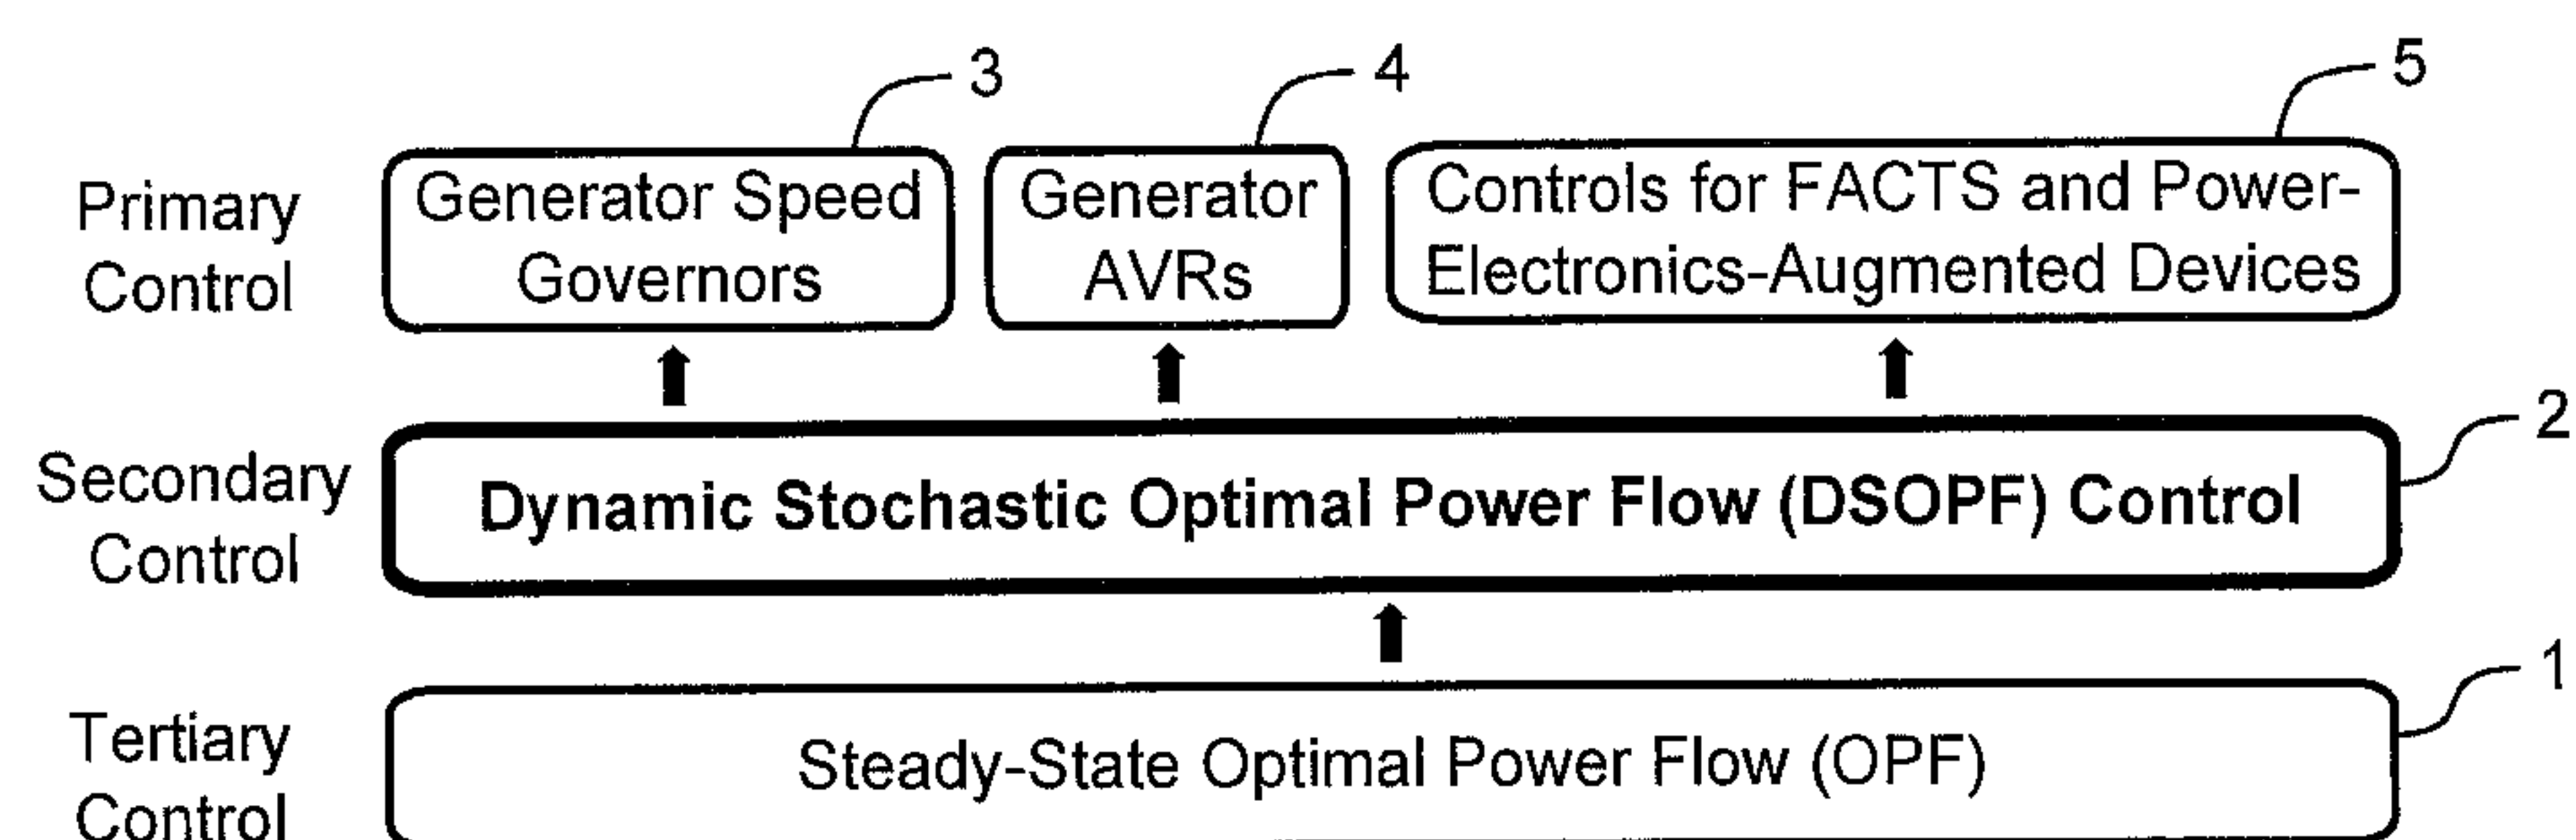 3
4
5
Primary
Control
Generator Speed
Governors
Generator
AVRs
Controls for FACTS and Power-
Electronics-Augmented Devices
2
Secondary
Control
Dynamic Stochastic Optimal Power Flow (DSOPF) Control
1
Tertiary
Control
Steady-State Optimal Power Flow (OPF)